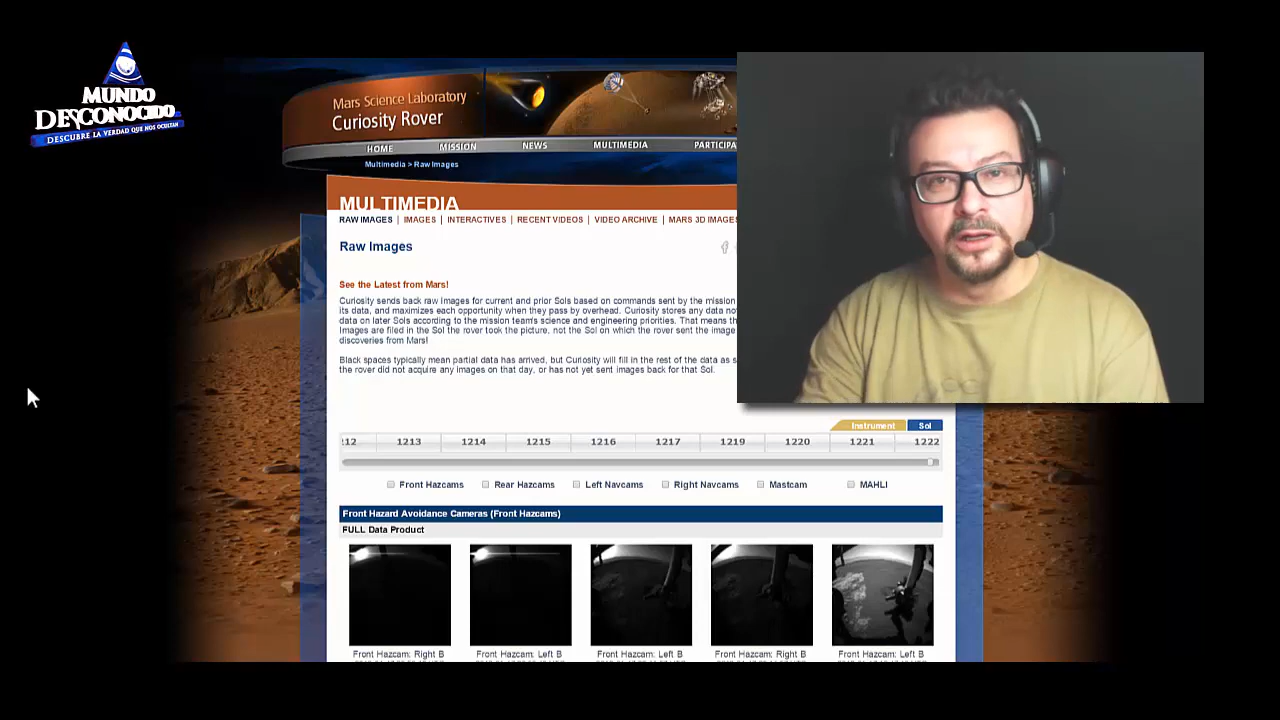 MUNDO
DESCONOCIDO
DESCUBRE LA VERDAD QUE NOS OCULTAN
Mars Science Laboratory
Curiosity Rover
HOME MISSION NEWS MULTIMEDIA PARTICIPA
Multimedia > Raw Images
MULTIMEDIA
RAW IMAGES | IMAGES | INTERACTIVES | RECENT VIDEOS | VIDEO ARCHIVE | MARS 3D IMAGES
Raw Images
See the Latest from Mars!
Curiosity sends back raw images for current and prior Sols based on commands sent by the mission
its data, and maximizes each opportunity when they pass by overhead. Curiosity stores any data not
data on later Sols according to the mission team's science and engineering priorities. That means th
Images are filed in the Sol the rover took the picture, not the Sol on which the rover sent the image
discoveries from Mars!
Black spaces typically mean partial data has arrived, but Curiosity will fill in the rest of the data as s
the rover did not acquire any images on that day, or has not yet sent images back for that Sol.
Instrument Sol
12 1213 1214 1215 1216 1217 1219 1220 1221 1222
Front Hazcams Rear Hazcams Left Navcams Right Navcams Mastcam MAHLI
Front Hazard Avoidance Cameras (Front Hazcams)
FULL Data Product
Front Hazcam: Right B Front Hazcam: Left B Front Hazcam: Left B Front Hazcam: Right B Front Hazcam: Left B